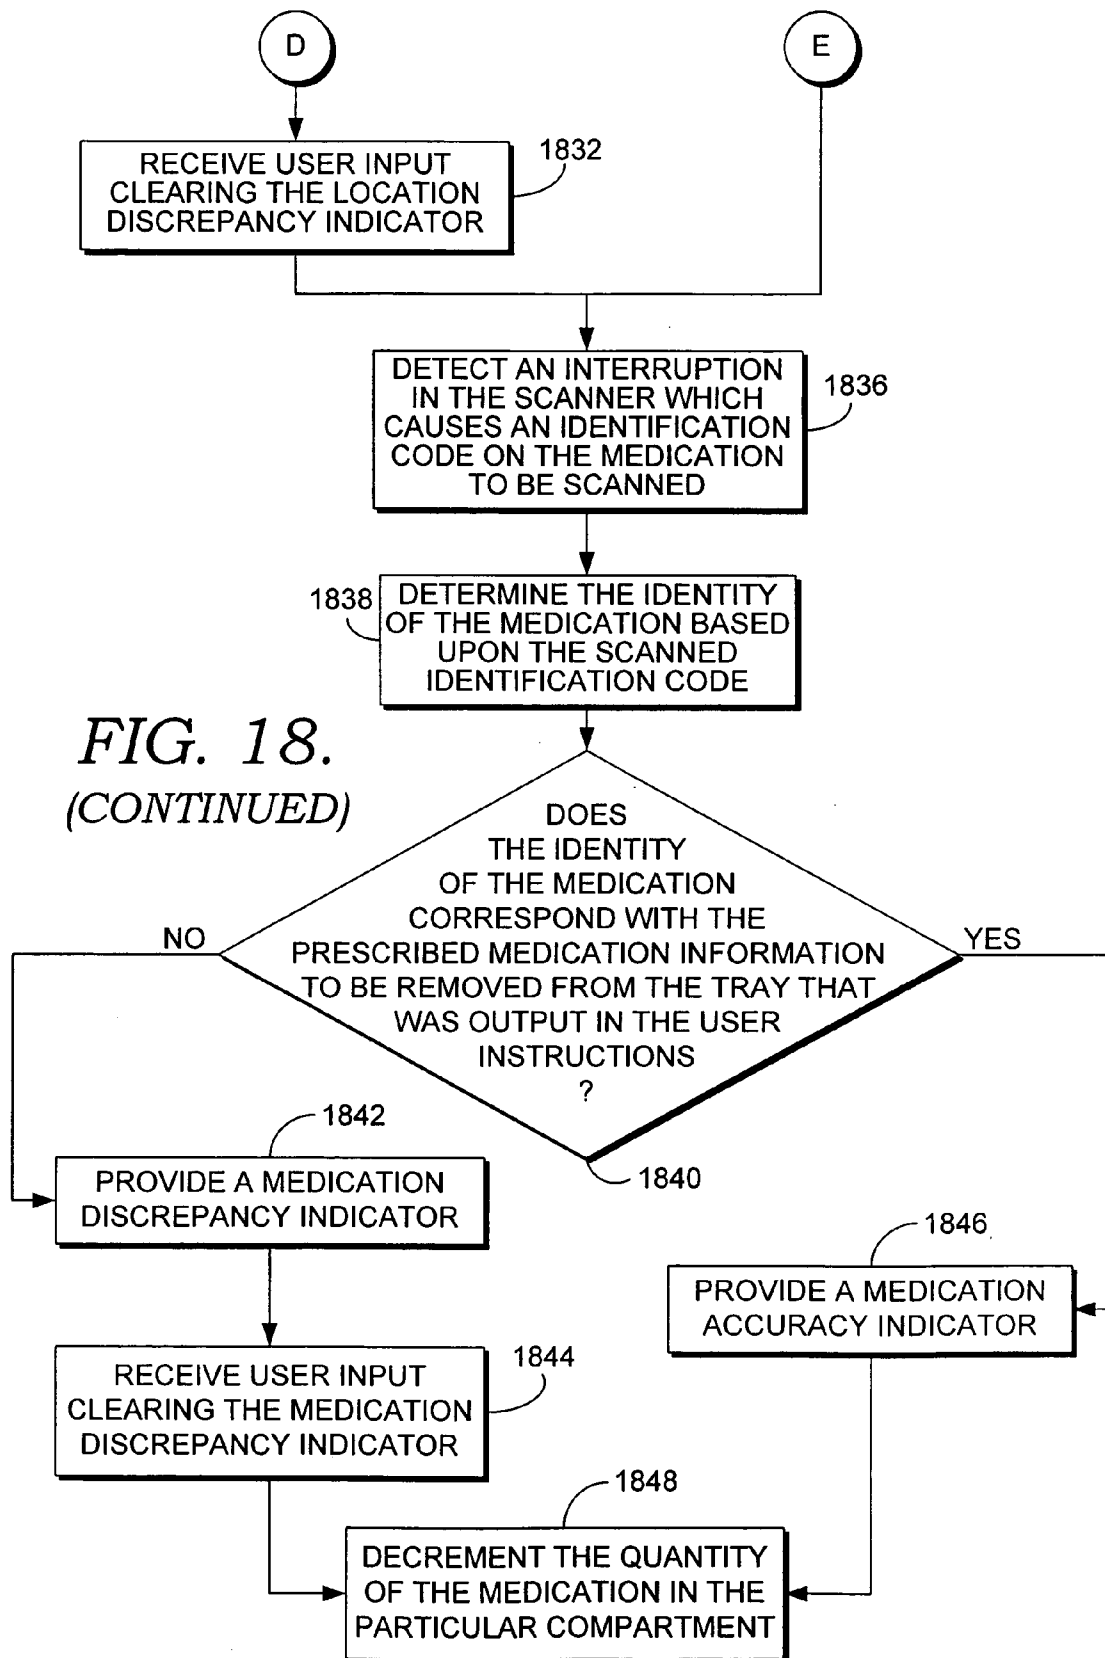 D
E
RECEIVE USER INPUT
CLEARING THE LOCATION
DISCREPANCY INDICATOR
1832
DETECT AN INTERRUPTION
IN THE SCANNER WHICH
CAUSES AN IDENTIFICATION
CODE ON THE MEDICATION
TO BE SCANNED
1836
1838
DETERMINE THE IDENTITY
OF THE MEDICATION BASED
UPON THE SCANNED
IDENTIFICATION CODE
FIG. 18.
(CONTINUED)
DOES
THE IDENTITY
OF THE MEDICATION
CORRESPOND WITH THE
PRESCRIBED MEDICATION INFORMATION
TO BE REMOVED FROM THE TRAY THAT
WAS OUTPUT IN THE USER
INSTRUCTIONS
?
NO
YES
1840
1842
PROVIDE A MEDICATION
DISCREPANCY INDICATOR
1846
PROVIDE A MEDICATION
ACCURACY INDICATOR
1844
RECEIVE USER INPUT
CLEARING THE MEDICATION
DISCREPANCY INDICATOR
1848
DECREMENT THE QUANTITY
OF THE MEDICATION IN THE
PARTICULAR COMPARTMENT